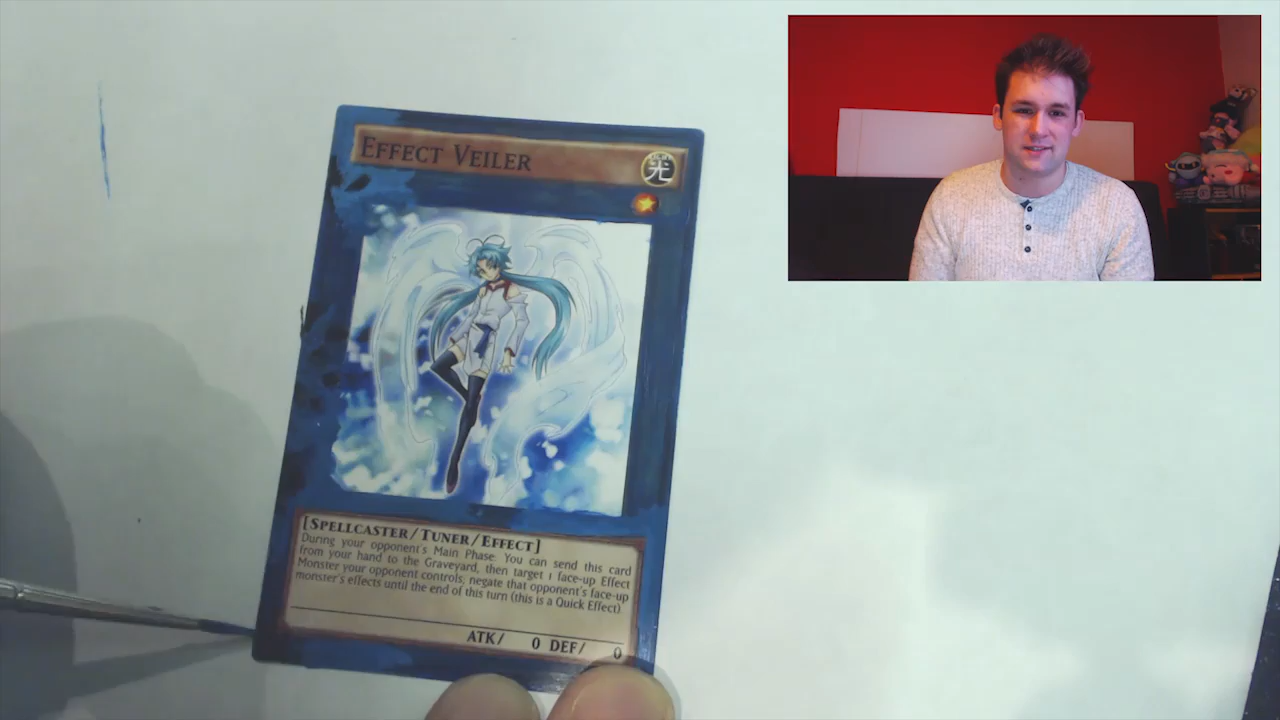 Effect Veiler
光
[Spellcaster/Tuner/Effect]
During your opponent's Main Phase: You can send this card
from your hand to the Graveyard, then target 1 face-up Effect
Monster your opponent controls; negate that opponent's face-up
monster's effects until the end of this turn (this is a Quick Effect)
ATK/ 0 DEF/ 0